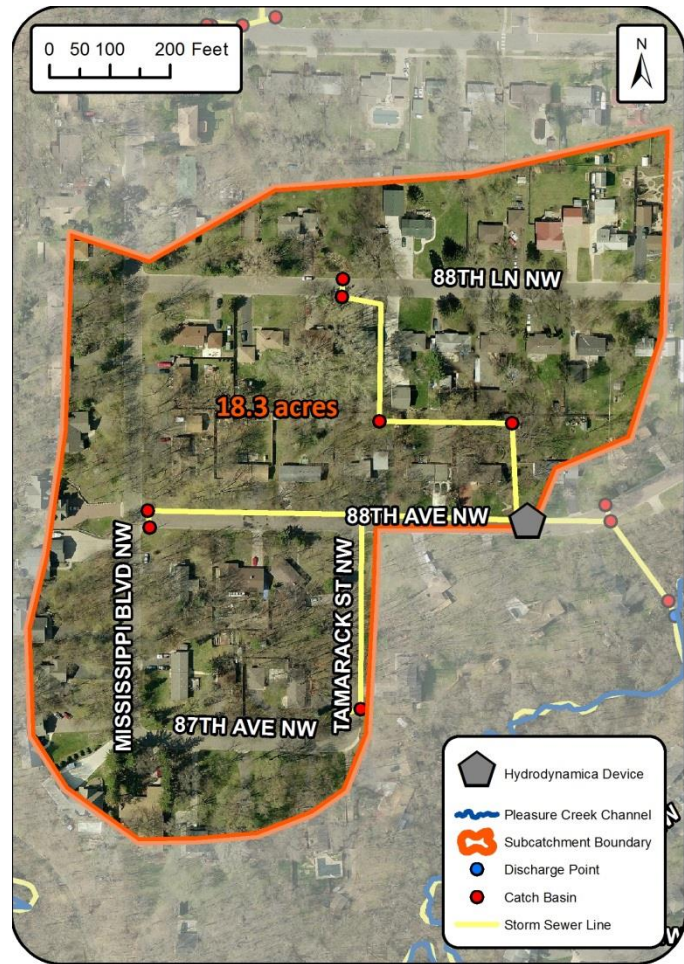 0 50 100 200 Feet
N
88TH LN NW
18.3 acres
88TH AVE NW
MISSISSIPPI BLVD NW
TAMARACK ST NW
87TH AVE NW
Hydrodynamica Device
Pleasure Creek Channel
Subcatchment Boundary
Discharge Point
Catch Basin
Storm Sewer Line